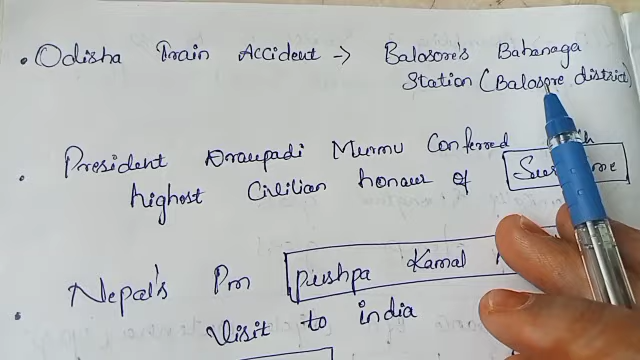 • Odisha Train Accident → Balasore's Bahanaga
Station (Balasore district)
• President Draupadi Murmu Conferred
highest Civilian honour of
• Nepal's Pm pushpa Kamal
Visit to india